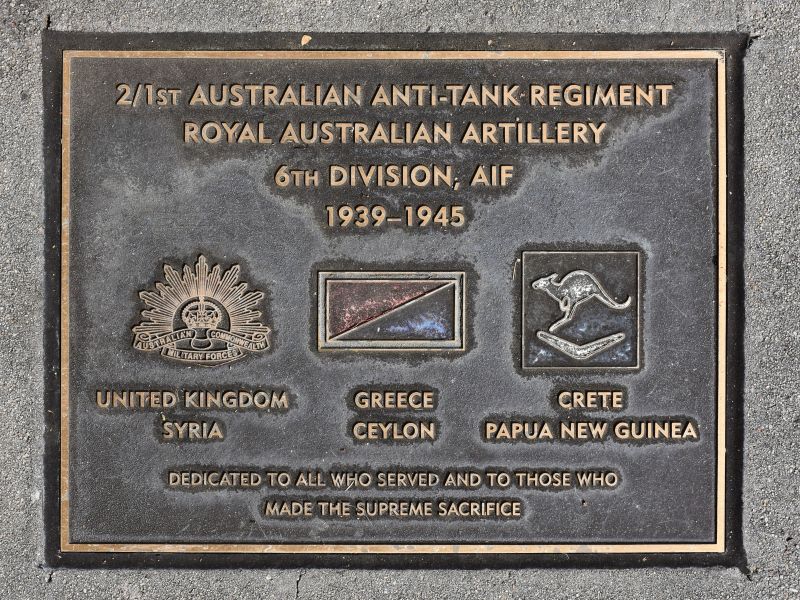 2/1ST AUSTRALIAN ANTI-TANK REGIMENT
ROYAL AUSTRALIAN ARTILLERY
6TH DIVISION, AIF
1939–1945
AUSTRALIAN COMMONWEALTH
MILITARY FORCES
UNITED KINGDOM GREECE CRETE
SYRIA CEYLON PAPUA NEW GUINEA
DEDICATED TO ALL WHO SERVED AND TO THOSE WHO
MADE THE SUPREME SACRIFICE